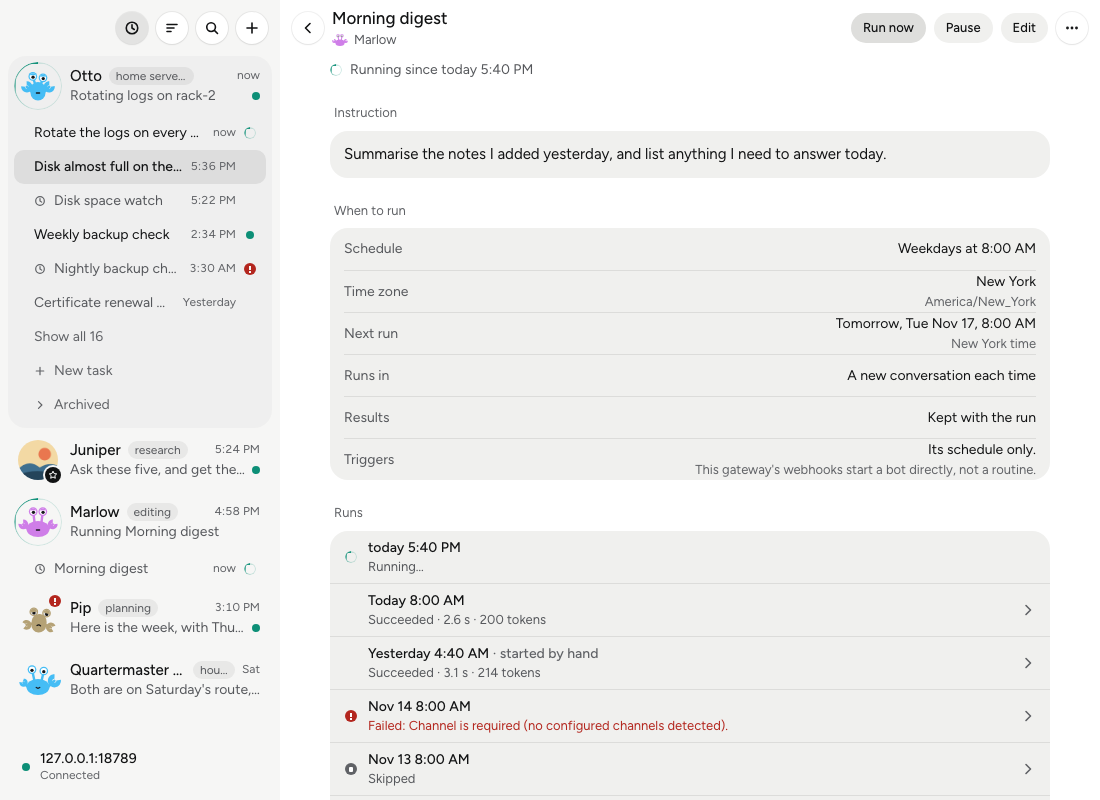 Otto home serve... now
Rotating logs on rack-2
Rotate the logs on every ... now
Disk almost full on the... 5:36 PM
Disk space watch 5:22 PM
Weekly backup check 2:34 PM
Nightly backup ch... 3:30 AM
Certificate renewal ... Yesterday
Show all 16
New task
Archived
Juniper research 5:24 PM
Ask these five, and get the...
Marlow editing 4:58 PM
Running Morning digest
Morning digest now
Pip planning 3:10 PM
Here is the week, with Thu...
Quartermaster ... hou... Sat
Both are on Saturday's route,...
127.0.0.1:18789
Connected
Morning digest
Marlow
Run now Pause Edit
Running since today 5:40 PM
Instruction
Summarise the notes I added yesterday, and list anything I need to answer today.
When to run
Schedule Weekdays at 8:00 AM
Time zone New York
America/New_York
Next run Tomorrow, Tue Nov 17, 8:00 AM
New York time
Runs in A new conversation each time
Results Kept with the run
Triggers Its schedule only.
This gateway's webhooks start a bot directly, not a routine.
Runs
today 5:40 PM
Running...
Today 8:00 AM
Succeeded · 2.6 s · 200 tokens
Yesterday 4:40 AM · started by hand
Succeeded · 3.1 s · 214 tokens
Nov 14 8:00 AM
Failed: Channel is required (no configured channels detected).
Nov 13 8:00 AM
Skipped